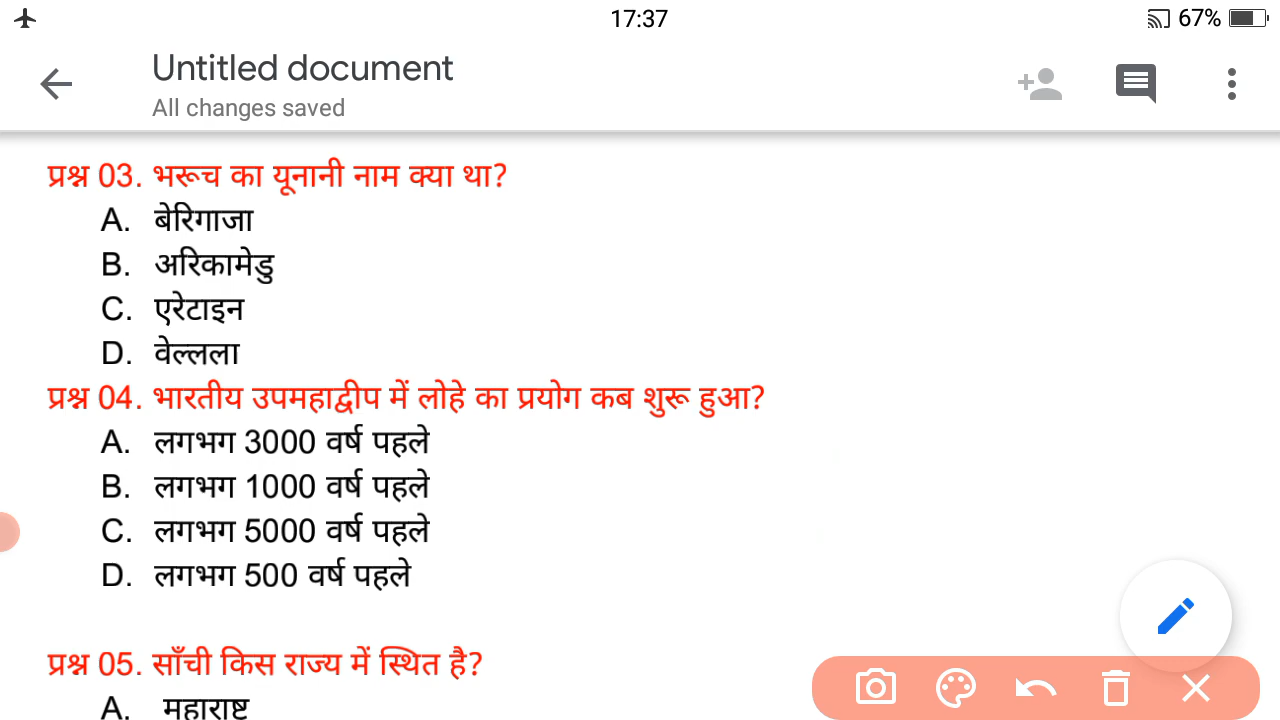 17:37
67%
Untitled document
All changes saved
प्रश्न 03. भरूच का यूनानी नाम क्या था?
A. बेरिगाजा
B. अरिकामेडु
C. एरेटाइन
D. वेल्लला
प्रश्न 04. भारतीय उपमहाद्वीप में लोहे का प्रयोग कब शुरू हुआ?
A. लगभग 3000 वर्ष पहले
B. लगभग 1000 वर्ष पहले
C. लगभग 5000 वर्ष पहले
D. लगभग 500 वर्ष पहले
प्रश्न 05. साँची किस राज्य में स्थित है?
A. महाराष्ट